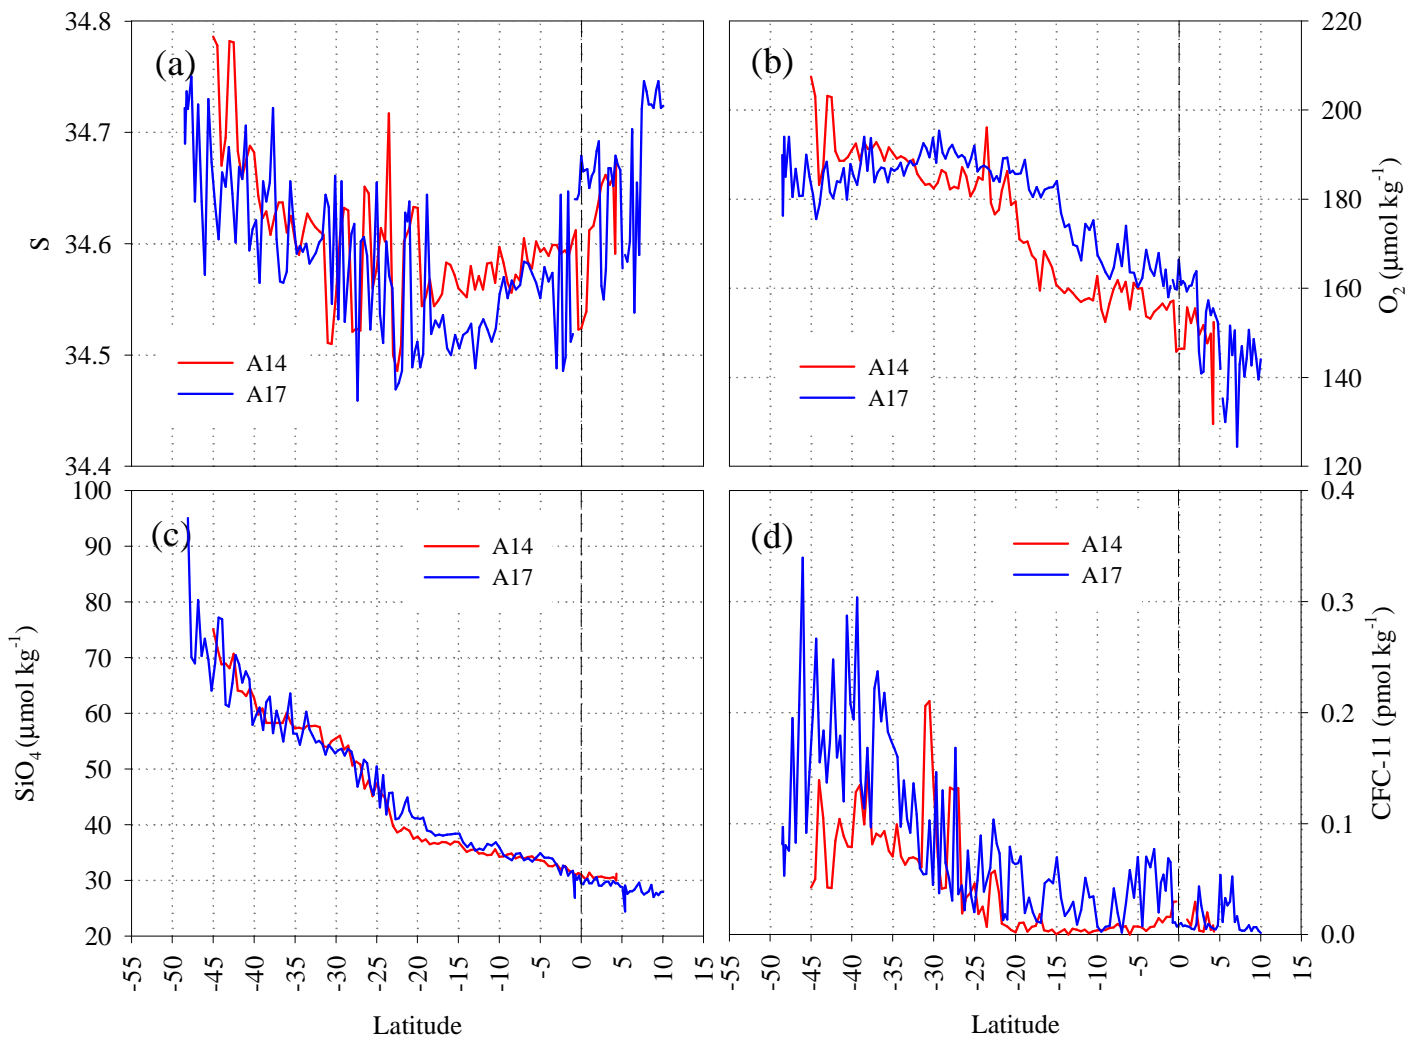 (a)
34.8
34.7
34.6
34.5
34.4
S
A14
A17
(b)
220
200
180
160
140
120
O2 (µmol kg-1)
A14
A17
(c)
100
90
80
70
60
50
40
30
20
SiO4 (µmol kg-1)
A14
A17
-55 -50 -45 -40 -35 -30 -25 -20 -15 -10 -5 0 5 10 15
Latitude
(d)
0.4
0.3
0.2
0.1
0.0
CFC-11 (pmol kg-1)
A14
A17
-55 -50 -45 -40 -35 -30 -25 -20 -15 -10 -5 0 5 10 15
Latitude